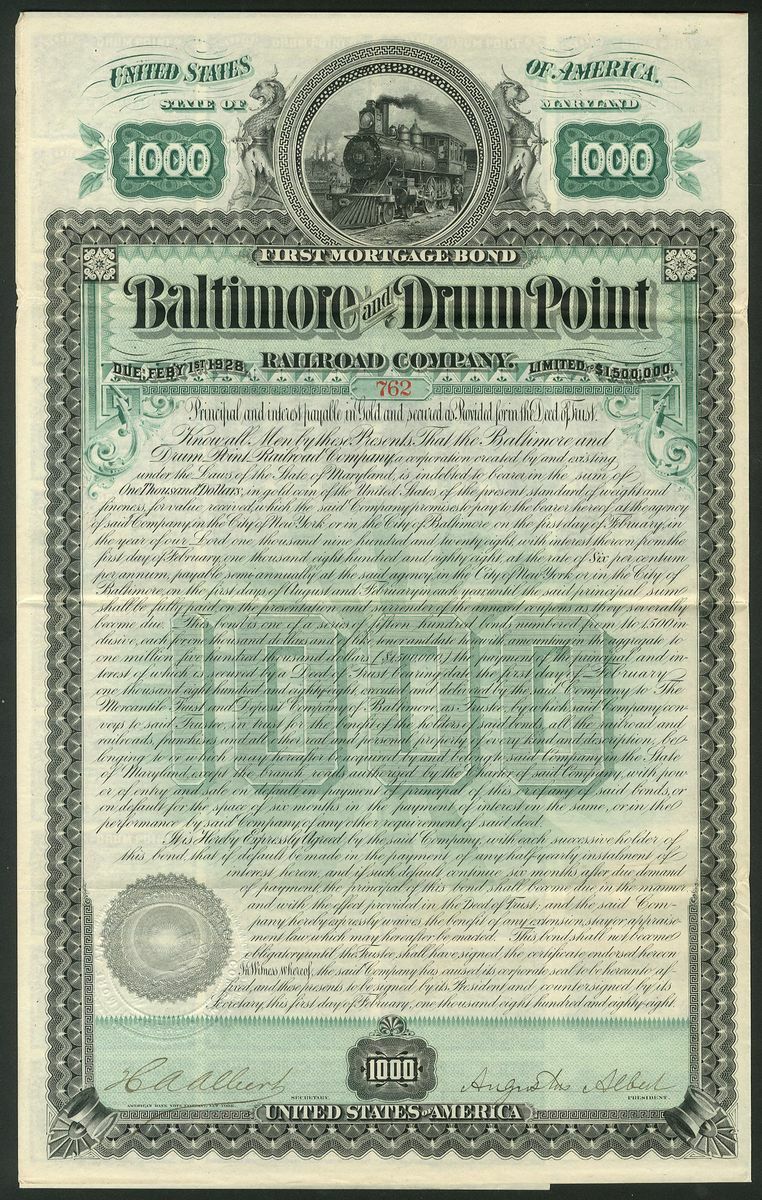 UNITED STATES OF AMERICA.
STATE OF MARYLAND
1000 1000
FIRST MORTGAGE BOND
Baltimore and Drum Point
RAILROAD COMPANY.
DUE, FEBY 1ST 1928. LIMITED TO $1,500,000.
762
Principal and interest payable in Gold and secured as Provided for in the Deed of Trust.
Know all Men by these Presents, That the Baltimore and
Drum Point Railroad Company, a corporation created by and existing
under the Laws of the State of Maryland, is indebted to bearer in the sum of
One Thousand Dollars, in gold coin of the United States of the present standard of weight and
fineness, for value received, which the said Company promises to pay to the bearer hereof, at the agency
of said Company, in the City of New York or in the City of Baltimore on the first day of February, in
the year of our Lord one thousand nine hundred and twenty eight, with interest thereon from the
first day of February, one thousand eight hundred and eighty eight, at the rate of Six per centum
per annum, payable semi-annually at the said agency, in the City of New York or in the City of
Baltimore, on the first days of August and February in each year until the said principal sum
shall be fully paid, on the presentation and surrender of the annexed coupons as they severally
become due. This bond is one of a series of fifteen hundred bonds numbered from 1 to 1,500 in
clusive, each for one thousand dollars and of like tenor and date herewith, amounting in the aggregate to
one million five hundred thousand dollars, ($1,500,000) the payment of the principal and in-
terest of which is secured by a Deed of Trust bearing date the first day of February
one thousand eight hundred and eighty eight executed and delivered by the said Company to The
Mercantile Trust and Deposit Company of Baltimore, as Trustee, by which said Company con-
veys to said Trustee, in trust for the benefit of the holders of said bonds, all the railroad and
railroads, franchises and all other real and personal property of every kind and description, be-
longing to or which may hereafter be acquired by and belong to said Company in the State
of Maryland, except the branch roads authorized by the charter of said Company, with pow
er of entry and sale on default in payment of principal of this or of any of said bonds, or
on default for the space of six months in the payment of interest on the same, or in the
performance by said Company of any other requirement of said deed.
It is Hereby Expressly Agreed by the said Company, with each successive holder of
this bond, that if default be made in the payment of any half-yearly instalment of
interest hereon, and if such default continue six months after due demand
of payment, the principal of this bond shall become due in the manner
and with the effect provided in the Deed of Trust; and the said Com-
pany hereby expressly waives the benefit of any extension, stay or appraise-
ment law which may hereafter be enacted. This bond shall not become
obligatory until the Trustee shall have signed the certificate endorsed hereon
In Witness whereof, the said Company has caused its corporate seal to be hereunto af
fixed, and these presents to be signed by its President and countersigned by its
Secretary, this first day of February, one thousand eight hundred and eighty eight.
H A Albert SECRETARY. 1000 Augustus Albert PRESIDENT.
AMERICAN BANK NOTE COMPANY, NEW YORK.
UNITED STATES OF AMERICA